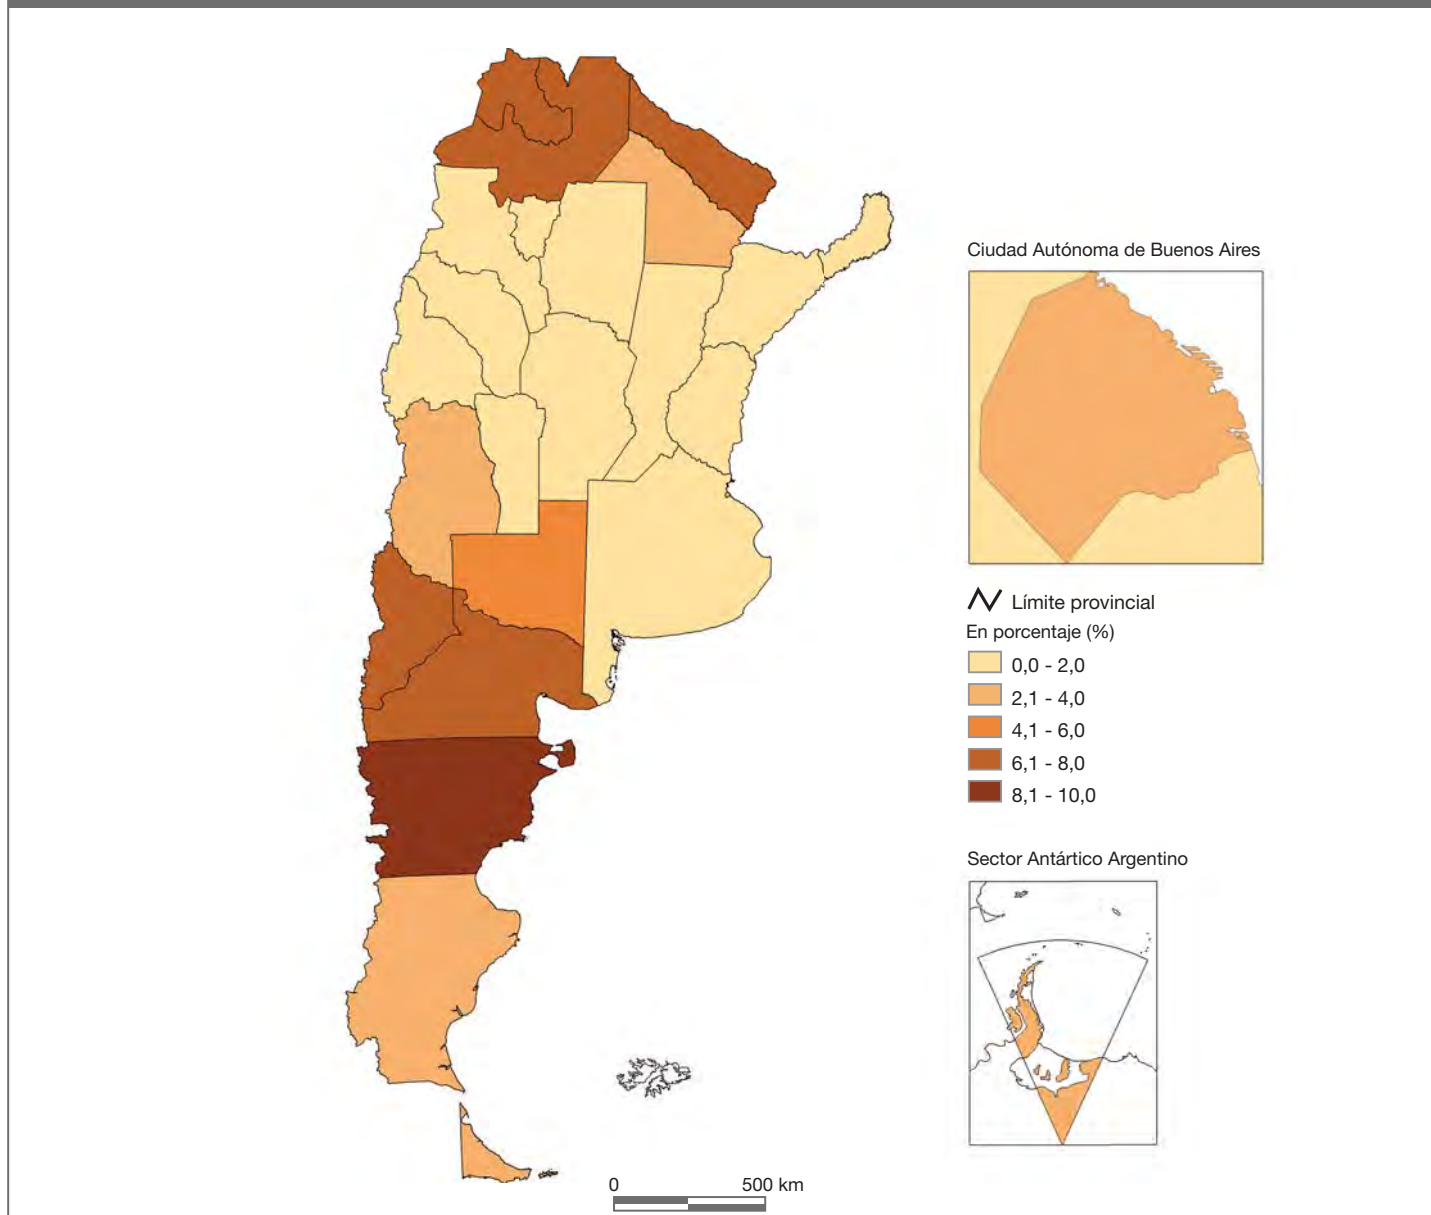 Ciudad Autónoma de Buenos Aires
Límite provincial
En porcentaje (%)
0,0 - 2,0
2,1 - 4,0
4,1 - 6,0
6,1 - 8,0
8,1 - 10,0
Sector Antártico Argentino
0 500 km